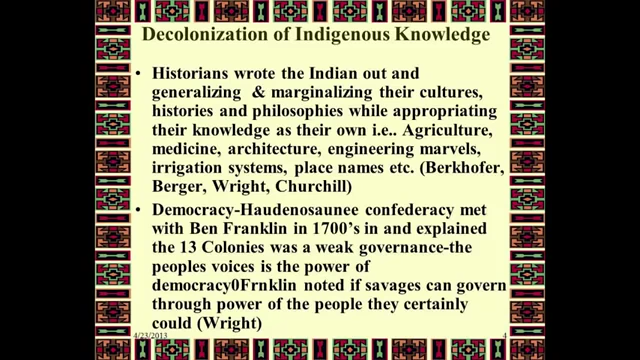 Decolonization of Indigenous Knowledge
• Historians wrote the Indian out and
generalizing & marginalizing their cultures,
histories and philosophies while appropriating
their knowledge as their own i.e.. Agriculture,
medicine, architecture, engineering marvels,
irrigation systems, place names etc. (Berkhofer,
Berger, Wright, Churchill)
• Democracy-Haudenosaunee confederacy met
with Ben Franklin in 1700’s in and explained
the 13 Colonies was a weak governance-the
peoples voices is the power of
democracy0Frnklin noted if savages can govern
through power of the people they certainly
could (Wright)
4/23/2013
4